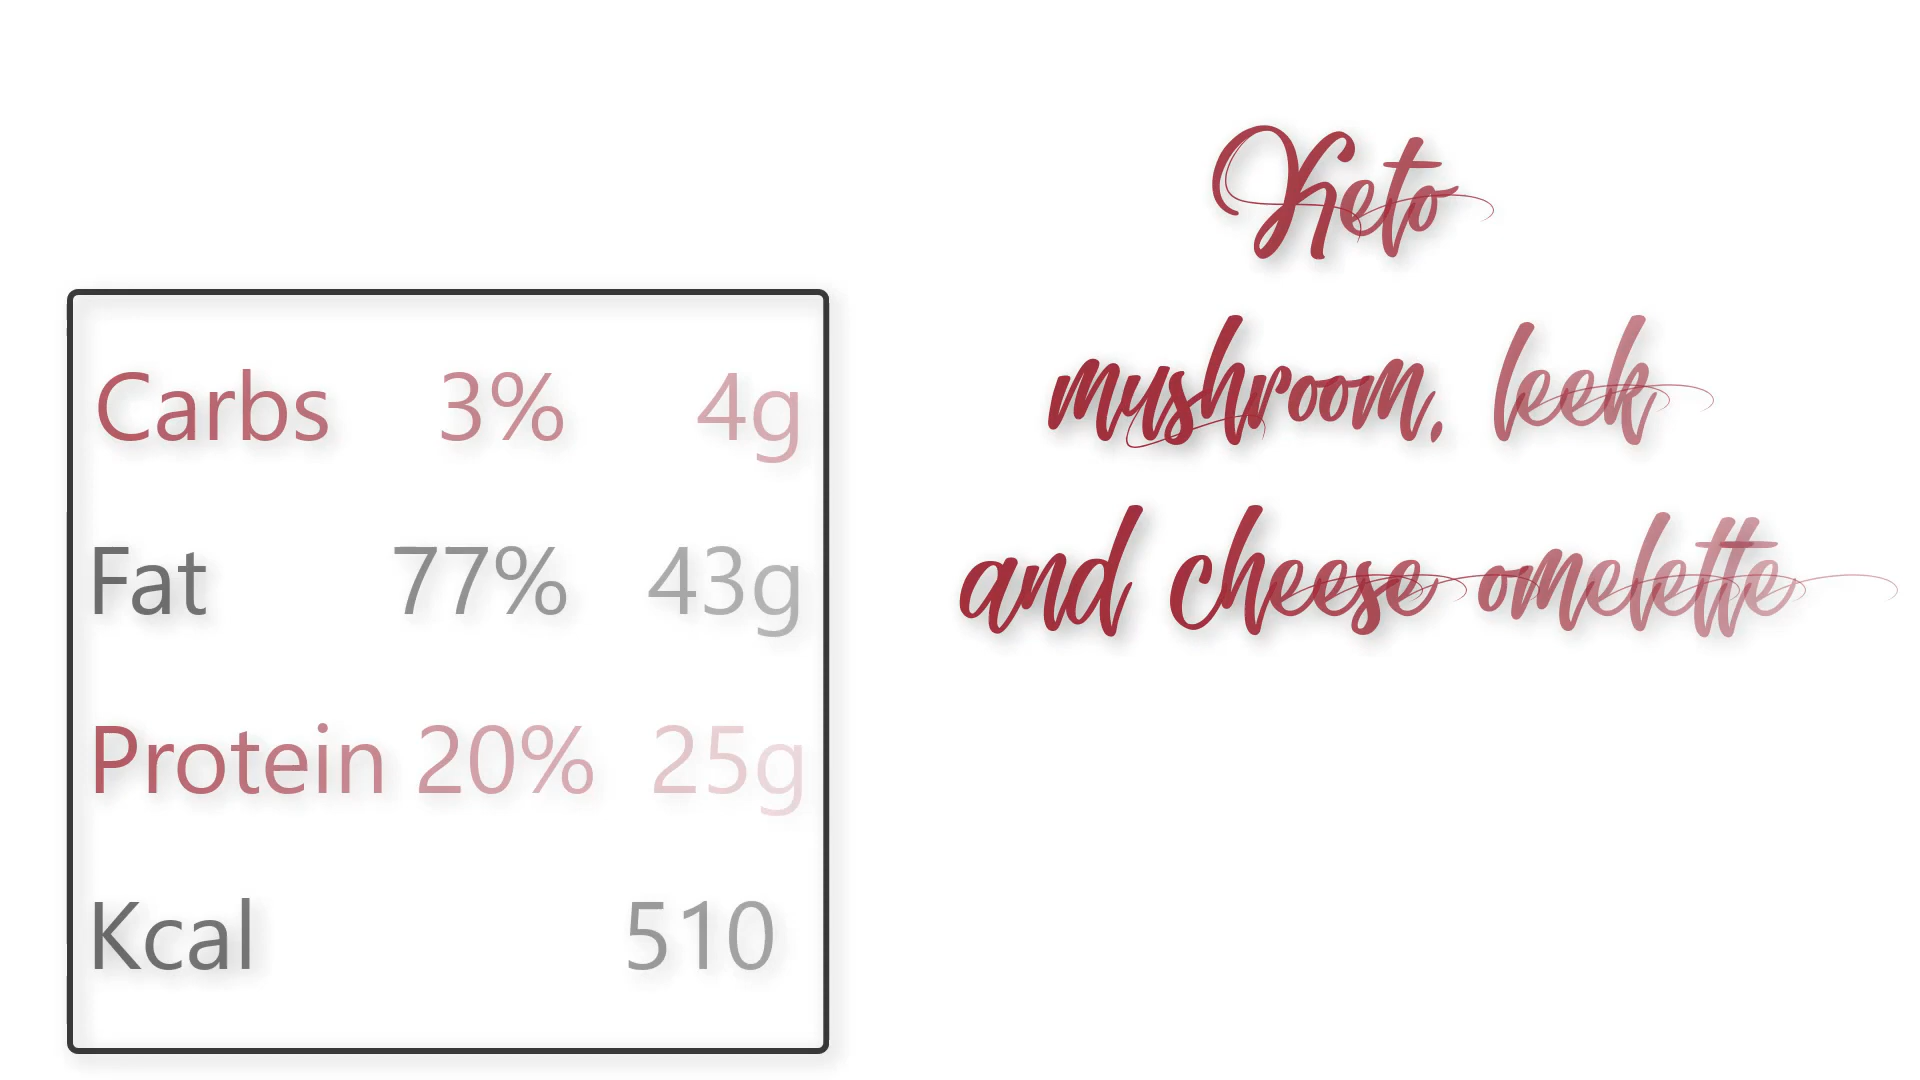 Keto
mushroom, leek
and cheese omelette
Carbs 3% 4g
Fat 77% 43g
Protein 20% 25g
Kcal 510